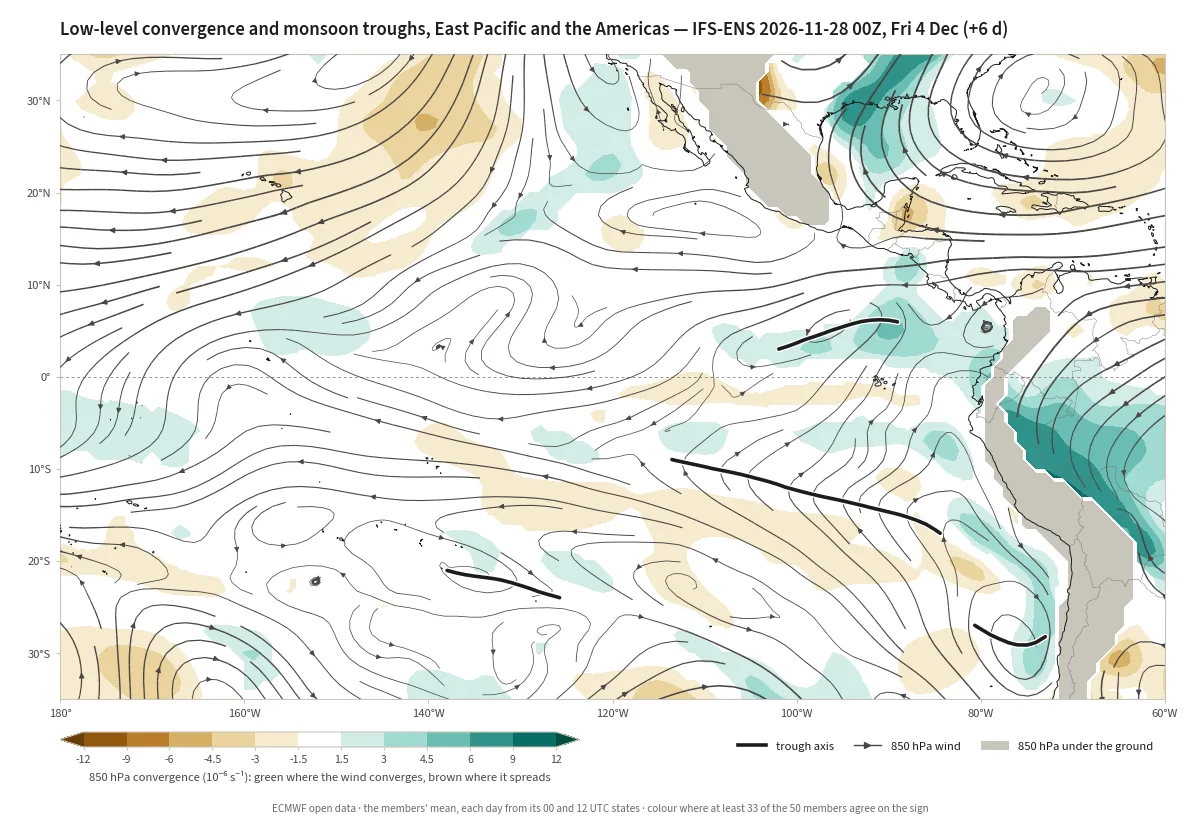 Low-level convergence and monsoon troughs, East Pacific and the Americas — IFS-ENS 2026-11-28 00Z, Fri 4 Dec (+6 d)
30°N
20°N
10°N
0°
10°S
20°S
30°S
180° 160°W 140°W 120°W 100°W 80°W 60°W
-12 -9 -6 -4.5 -3 -1.5 1.5 3 4.5 6 9 12
850 hPa convergence (10⁻⁶ s⁻¹): green where the wind converges, brown where it spreads
trough axis 850 hPa wind 850 hPa under the ground
ECMWF open data · the members' mean, each day from its 00 and 12 UTC states · colour where at least 33 of the 50 members agree on the sign